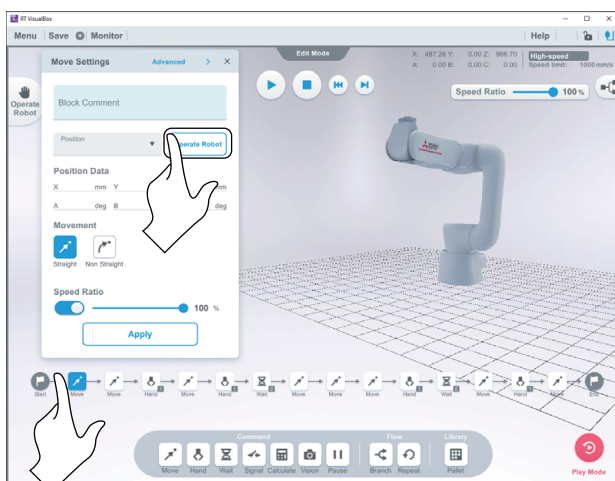 RT VisualBox
Menu Save Monitor Help
Edit Mode
X: 487.26 Y: 0.00 Z: 966.70 High-speed
A: 0.00 B: 0.00 C: 0.00 Speed limit: 1000 mm/s
Move Settings Advanced > ×
Operate
Robot
Block Comment
Speed Ratio 100 %
Position Operate Robot
Position Data
X mm Y mm
A deg B deg
Movement
Straight Non Straight
Speed Ratio
100 %
Apply
Start Move Move Hand Move Move Hand Wait Move Move Move Hand Wait Move Hand Move End
Command Flow Library
Move Hand Wait Signal Calculate Vision Pause Branch Repeat Pallet
Play Mode